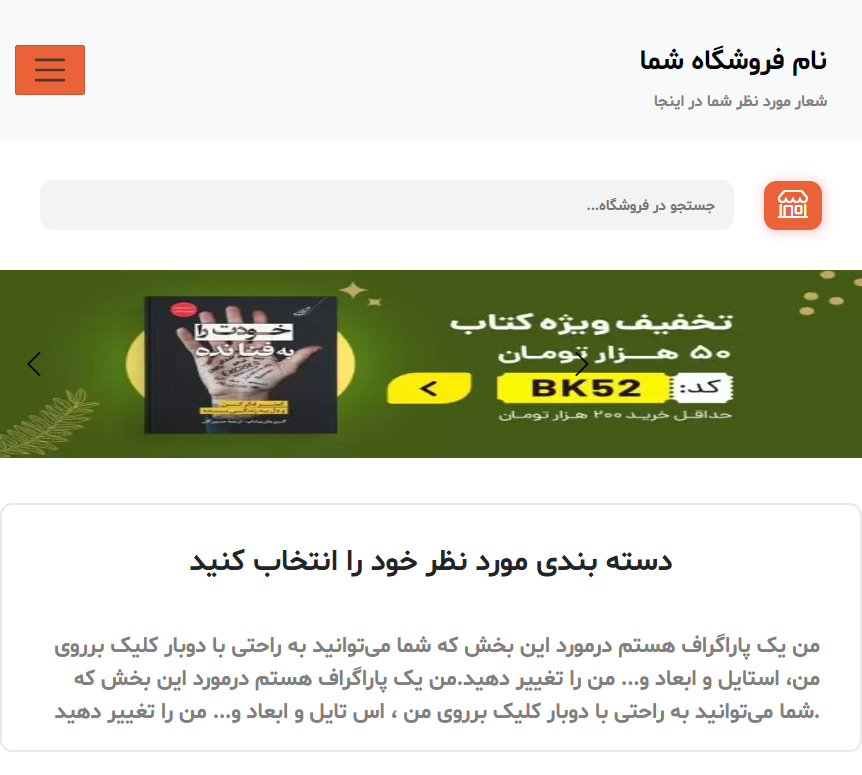 نام فروشگاه شما
شعار مورد نظر شما در اینجا
جستجو در فروشگاه...
تخفیف ویژه کتاب
۵۰ هزار تومان
کد: BK52
حداقل خرید ۲۰۰ هزار تومان
خودت را
به فنا نده
دسته بندی مورد نظر خود را انتخاب کنید
من یک پاراگراف هستم درمورد این بخش که شما می‌توانید به راحتی با دوبار کلیک برروی
من، استایل و ابعاد و... من را تغییر دهید.من یک پاراگراف هستم درمورد این بخش که
شما می‌توانید به راحتی با دوبار کلیک برروی من ، اس تایل و ابعاد و... من را تغییر دهید.